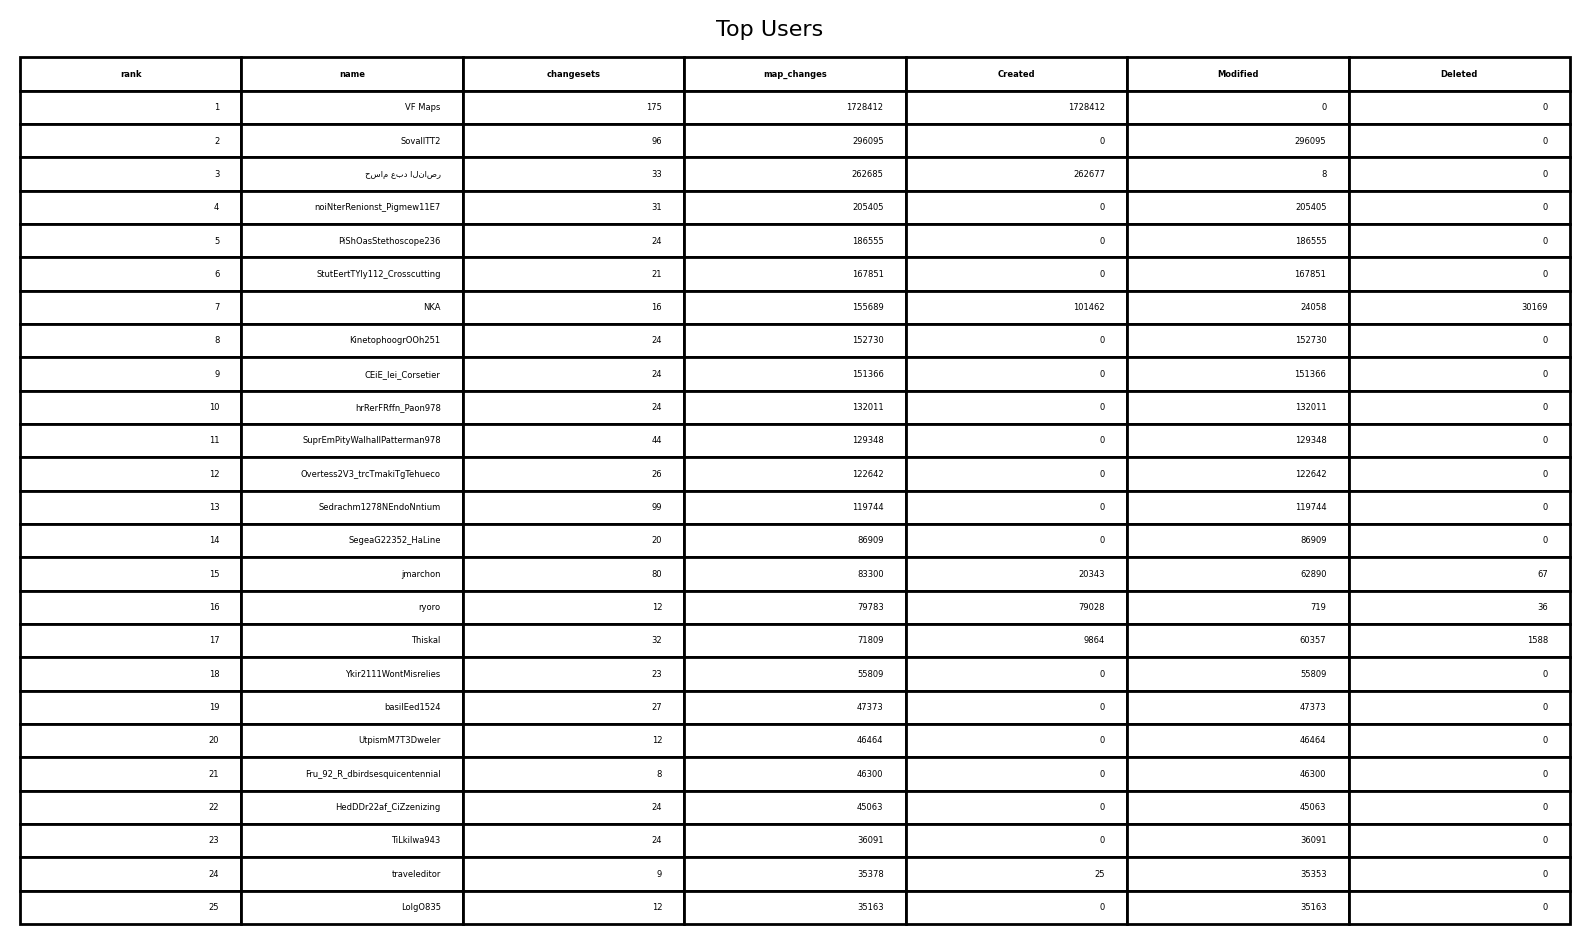 Top Users
rank name changesets map_changes Created Modified Deleted
1 VF Maps 175 1728412 1728412 0 0
2 SovallTT2 96 296095 0 296095 0
3 حسام عبد الناصر 33 262685 262677 8 0
4 noiNterRenionst_Pigmew11E7 31 205405 0 205405 0
5 PiShOasStethoscope236 24 186555 0 186555 0
6 StutEertTYly112_Crosscutting 21 167851 0 167851 0
7 NKA 16 155689 101462 24058 30169
8 KinetophoogrOOh251 24 152730 0 152730 0
9 CEiE_lei_Corsetier 24 151366 0 151366 0
10 hrRerFRffn_Paon978 24 132011 0 132011 0
11 SuprEmPityWalhallPatterman978 44 129348 0 129348 0
12 Overtess2V3_trcTmakiTgTehueco 26 122642 0 122642 0
13 Sedrachm1278NEndoNntium 99 119744 0 119744 0
14 SegeaG22352_HaLine 20 86909 0 86909 0
15 jmarchon 80 83300 20343 62890 67
16 ryoro 12 79783 79028 719 36
17 Thiskal 32 71809 9864 60357 1588
18 Ykir2111WontMisrelies 23 55809 0 55809 0
19 basilEed1524 27 47373 0 47373 0
20 UtpismM7T3Dweler 12 46464 0 46464 0
21 Fru_92_R_dbirdsesquicentennial 8 46300 0 46300 0
22 HedDDr22af_CiZzenizing 24 45063 0 45063 0
23 TiLkilwa943 24 36091 0 36091 0
24 traveleditor 9 35378 25 35353 0
25 LolgO835 12 35163 0 35163 0